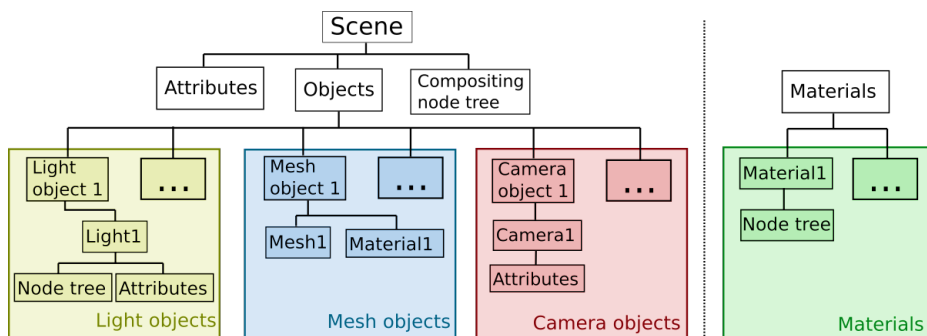 Scene
Attributes
Objects
Compositing
node tree
Materials
Light
object 1
...
Mesh
object 1
...
Camera
object 1
...
Material1
...
Light1
Mesh1
Material1
Camera1
Node tree
Node tree
Attributes
Attributes
Light objects
Mesh objects
Camera objects
Materials